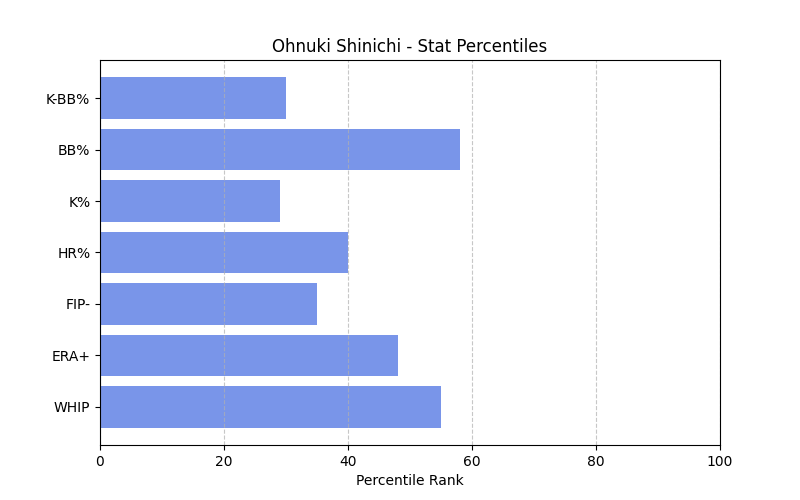 Ohnuki Shinichi - Stat Percentiles
K-BB%
BB%
K%
HR%
FIP-
ERA+
WHIP
0 20 40 60 80 100
Percentile Rank